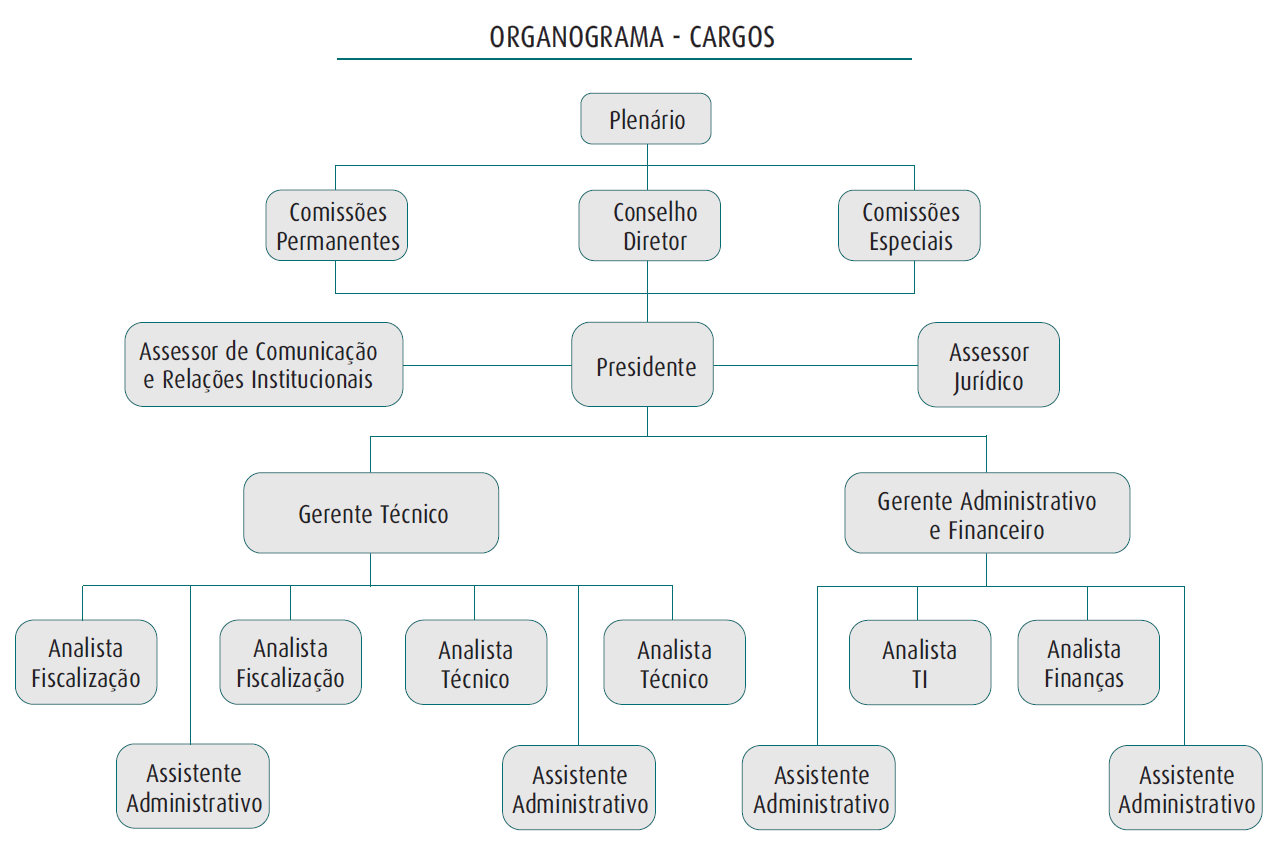 ORGANOGRAMA - CARGOS
Plenário
Comissões
Permanentes
Conselho
Diretor
Comissões
Especiais
Assessor de Comunicação
e Relações Institucionais
Presidente
Assessor
Jurídico
Gerente Técnico
Gerente Administrativo
e Financeiro
Analista
Fiscalização
Analista
Fiscalização
Analista
Técnico
Analista
Técnico
Analista
TI
Analista
Finanças
Assistente
Administrativo
Assistente
Administrativo
Assistente
Administrativo
Assistente
Administrativo